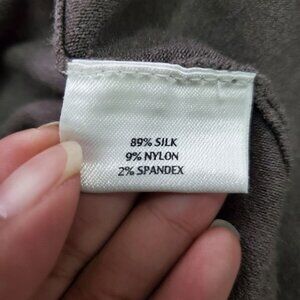 89% SILK
9% NYLON
2% SPANDEX